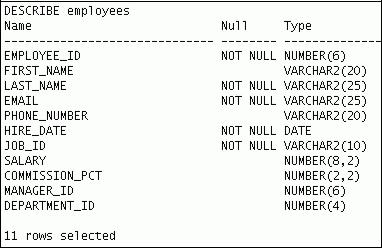 DESCRIBE employees
Name Null Type
------------------------------ -------- --------------
EMPLOYEE_ID NOT NULL NUMBER(6)
FIRST_NAME VARCHAR2(20)
LAST_NAME NOT NULL VARCHAR2(25)
EMAIL NOT NULL VARCHAR2(25)
PHONE_NUMBER VARCHAR2(20)
HIRE_DATE NOT NULL DATE
JOB_ID NOT NULL VARCHAR2(10)
SALARY NUMBER(8,2)
COMMISSION_PCT NUMBER(2,2)
MANAGER_ID NUMBER(6)
DEPARTMENT_ID NUMBER(4)
11 rows selected